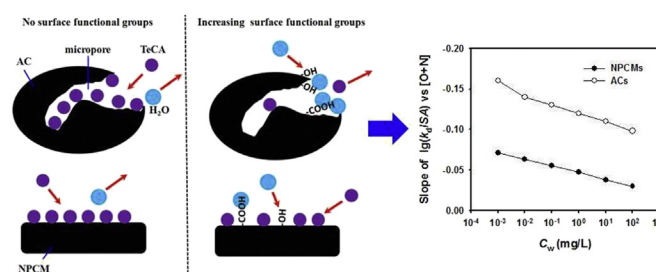 No surface functional groups
Increasing surface functional groups
AC
micropore
TeCA
H₂O
NPCM
-OH
-OH
-COOH
-COOH
-OH
Slope of lg(kd/SA) vs [O+N]
-0.20
-0.15
-0.10
-0.05
0.00
NPCMs
ACs
10⁻⁴ 10⁻³ 10⁻² 10⁻¹ 10⁰ 10¹ 10² 10³
Cw (mg/L)